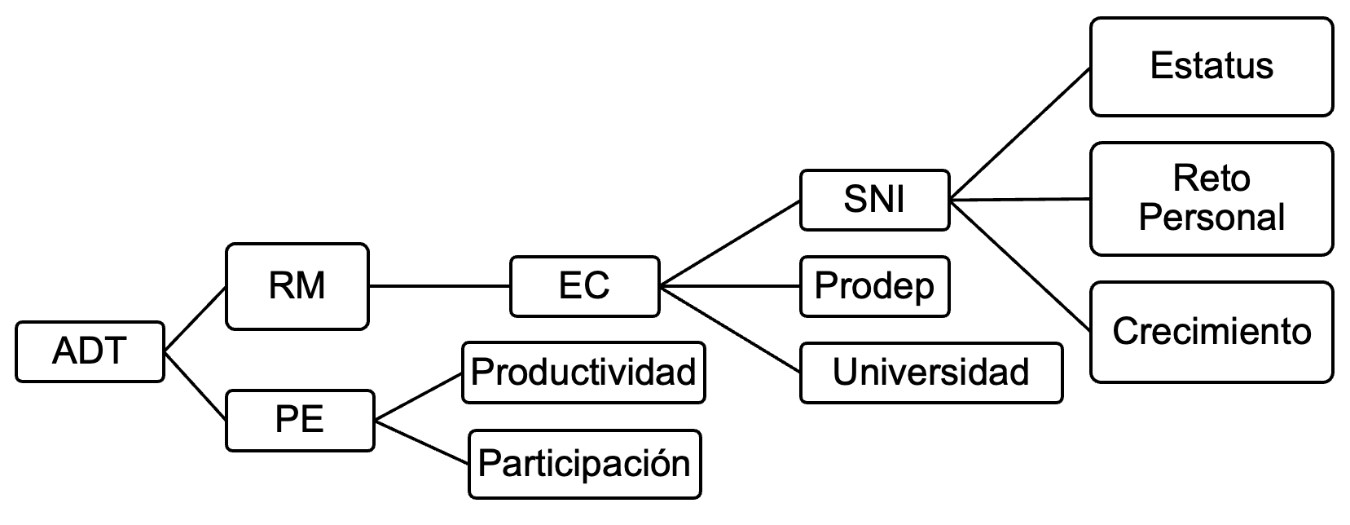 Estatus
SNI
Reto
Personal
RM
EC
Prodep
Crecimiento
ADT
Productividad
Universidad
PE
Participación